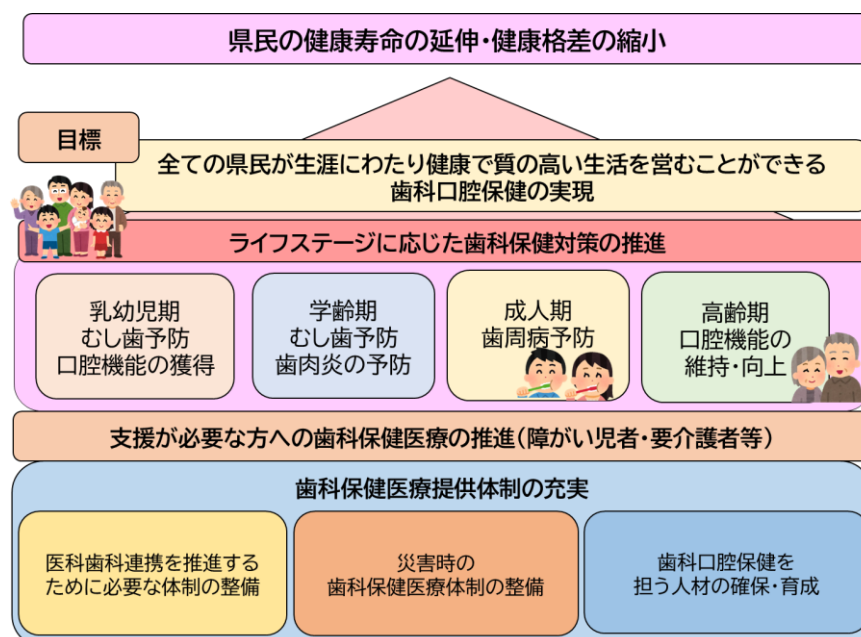 県民の健康寿命の延伸・健康格差の縮小
目標
全ての県民が生涯にわたり健康で質の高い生活を営むことができる
歯科口腔保健の実現
ライフステージに応じた歯科保健対策の推進
乳幼児期
むし歯予防
口腔機能の獲得
学齢期
むし歯予防
歯肉炎の予防
成人期
歯周病予防
高齢期
口腔機能の
維持・向上
支援が必要な方への歯科保健医療の推進(障がい児者・要介護者等)
歯科保健医療提供体制の充実
医科歯科連携を推進する
ために必要な体制の整備
災害時の
歯科保健医療体制の整備
歯科口腔保健を
担う人材の確保・育成